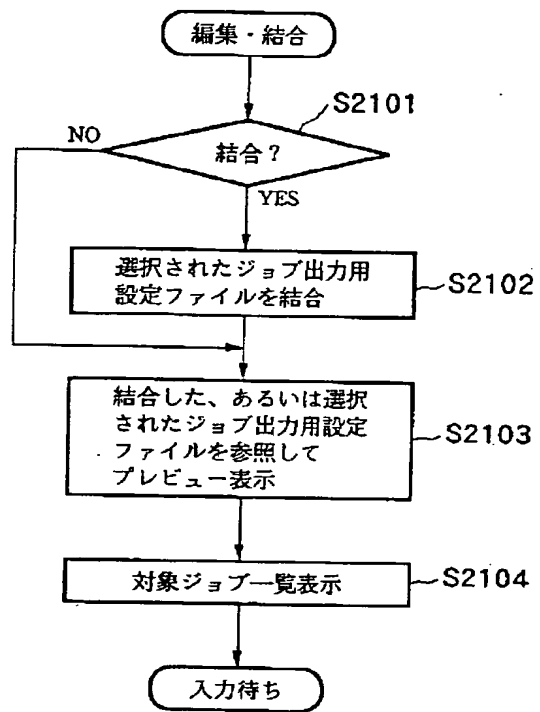 編集・結合
S2101
NO
結合？
YES
選択されたジョブ出力用
設定ファイルを結合
S2102
結合した、あるいは選択
されたジョブ出力用設定
ファイルを参照して
プレビュー表示
S2103
対象ジョブ一覧表示
S2104
入力待ち